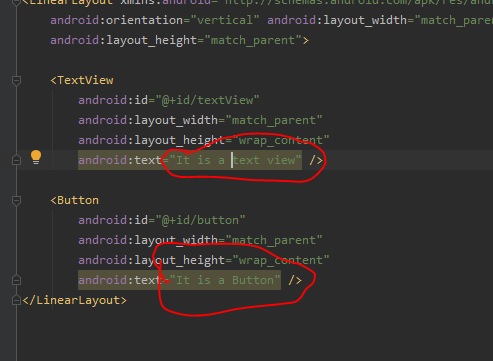 <LinearLayout xmlns:android="http://schemas.android.com/apk/res/and
android:orientation="vertical" android:layout_width="match_paren
android:layout_height="match_parent">
<TextView
android:id="@+id/textView"
android:layout_width="match_parent"
android:layout_height="wrap_content"
android:text="It is a text view" />
<Button
android:id="@+id/button"
android:layout_width="match_parent"
android:layout_height="wrap_content"
android:text="It is a Button" />
</LinearLayout>